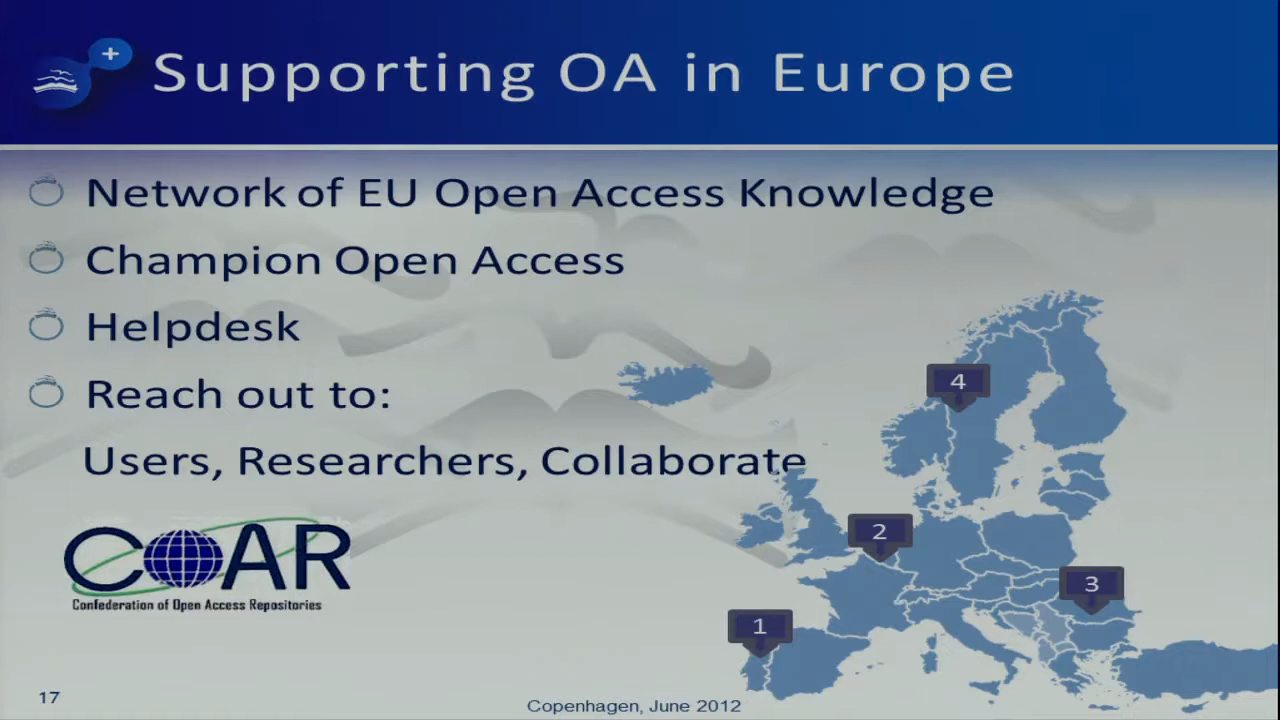 +
Supporting OA in Europe
Network of EU Open Access Knowledge
Champion Open Access
Helpdesk
Reach out to:
Users, Researchers, Collaborate
4
2
3
1
COAR
Confederation of Open Access Repositories
17
Copenhagen, June 2012